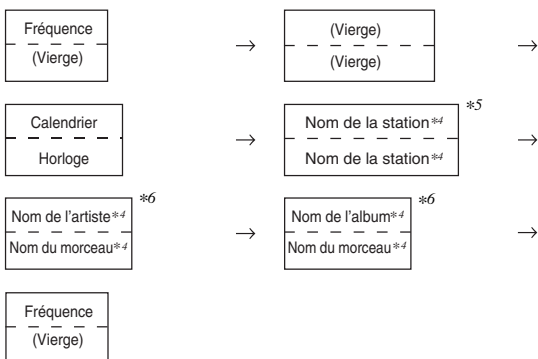 Fréquence → (Vierge) →
(Vierge) (Vierge)
*5
Calendrier → Nom de la station*4 →
Horloge Nom de la station*4
*6 *6
Nom de l'artiste*4 → Nom de l'album*4 →
Nom du morceau*4 Nom du morceau*4
Fréquence
(Vierge)